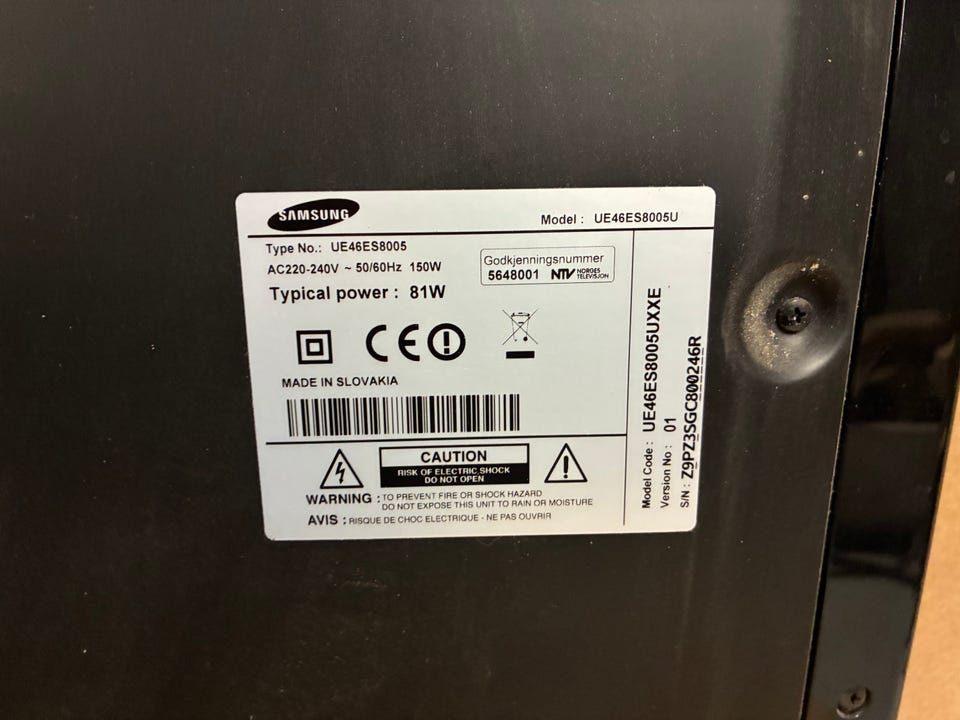 SAMSUNG
Model : UE46ES8005U
Type No.: UE46ES8005
AC220-240V ~ 50/60Hz 150W
Typical power : 81W
Godkjenningsnummer
5648001 NTV NORGES TELEVISJON
CE
MADE IN SLOVAKIA
CAUTION
RISK OF ELECTRIC SHOCK
DO NOT OPEN
WARNING : TO PREVENT FIRE OR SHOCK HAZARD
DO NOT EXPOSE THIS UNIT TO RAIN OR MOISTURE
AVIS : RISQUE DE CHOC ELECTRIQUE - NE PAS OUVRIR
Model Code : UE46ES8005UXXE
Version No : 01
S/N : Z9PZ3SGC800246R